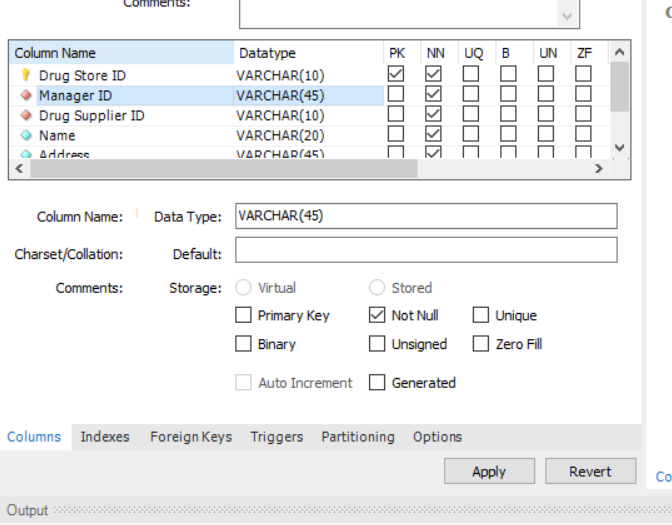 Comments:
Column Name Datatype PK NN UQ B UN ZF
Drug Store ID VARCHAR(10)
Manager ID VARCHAR(45)
Drug Supplier ID VARCHAR(10)
Name VARCHAR(20)
Address VARCHAR(45)
Column Name: Data Type: VARCHAR(45)
Charset/Collation: Default:
Comments: Storage: Virtual Stored
Primary Key Not Null Unique
Binary Unsigned Zero Fill
Auto Increment Generated
Columns Indexes Foreign Keys Triggers Partitioning Options
Apply Revert
Co
Output